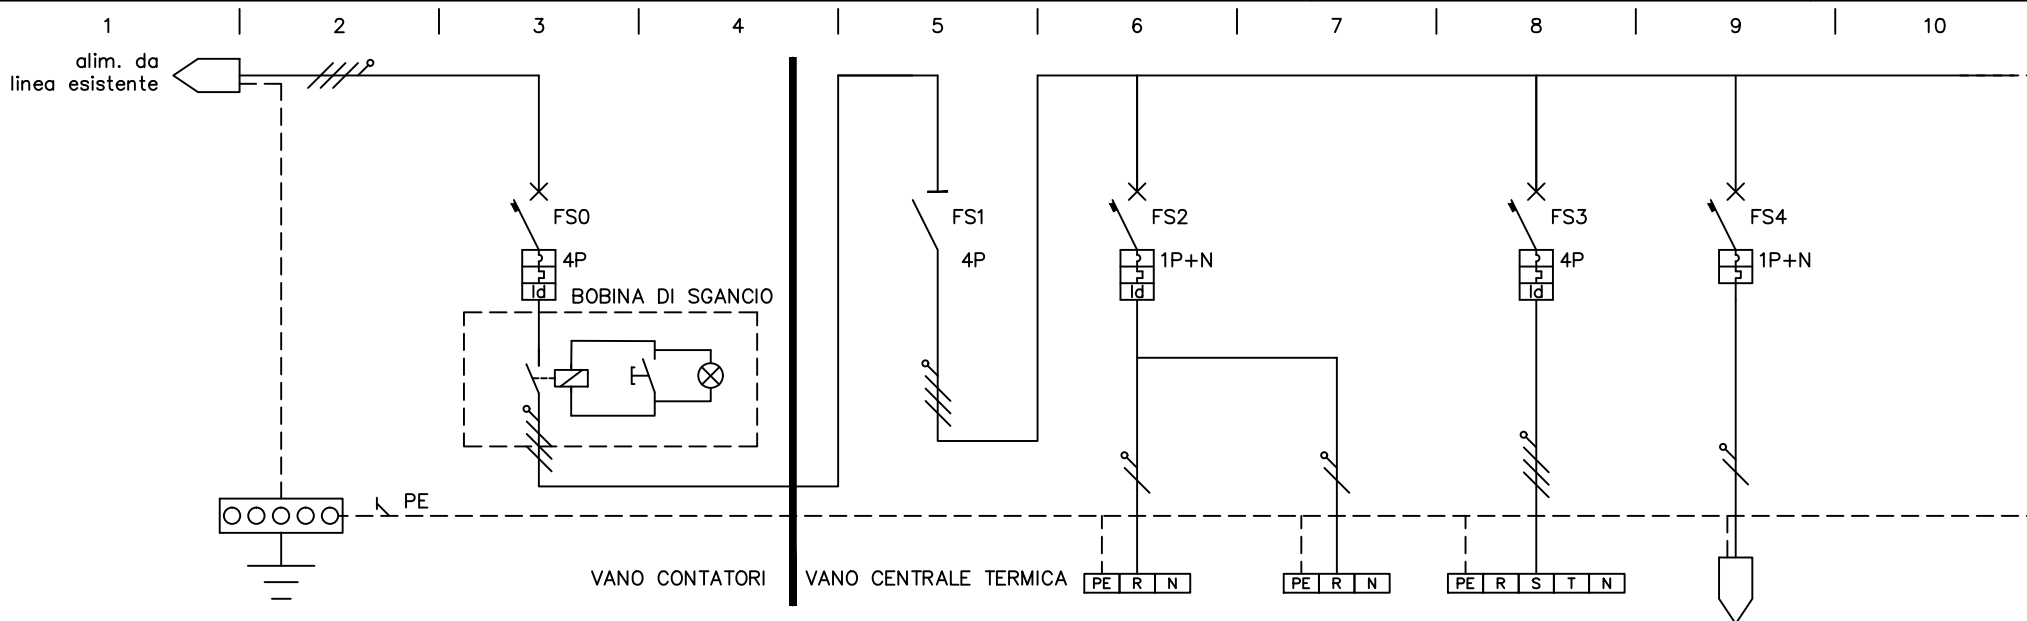 1 2 3 4 5 6 7 8 9 10
alim. da
linea esistente
FS0
4P
Id
BOBINA DI SGANCIO
FS1
4P
FS2
1P+N
Id
FS3
4P
Id
FS4
1P+N
PE
VANO CONTATORI
VANO CENTRALE TERMICA
PE R N
PE R N
PE R S T N